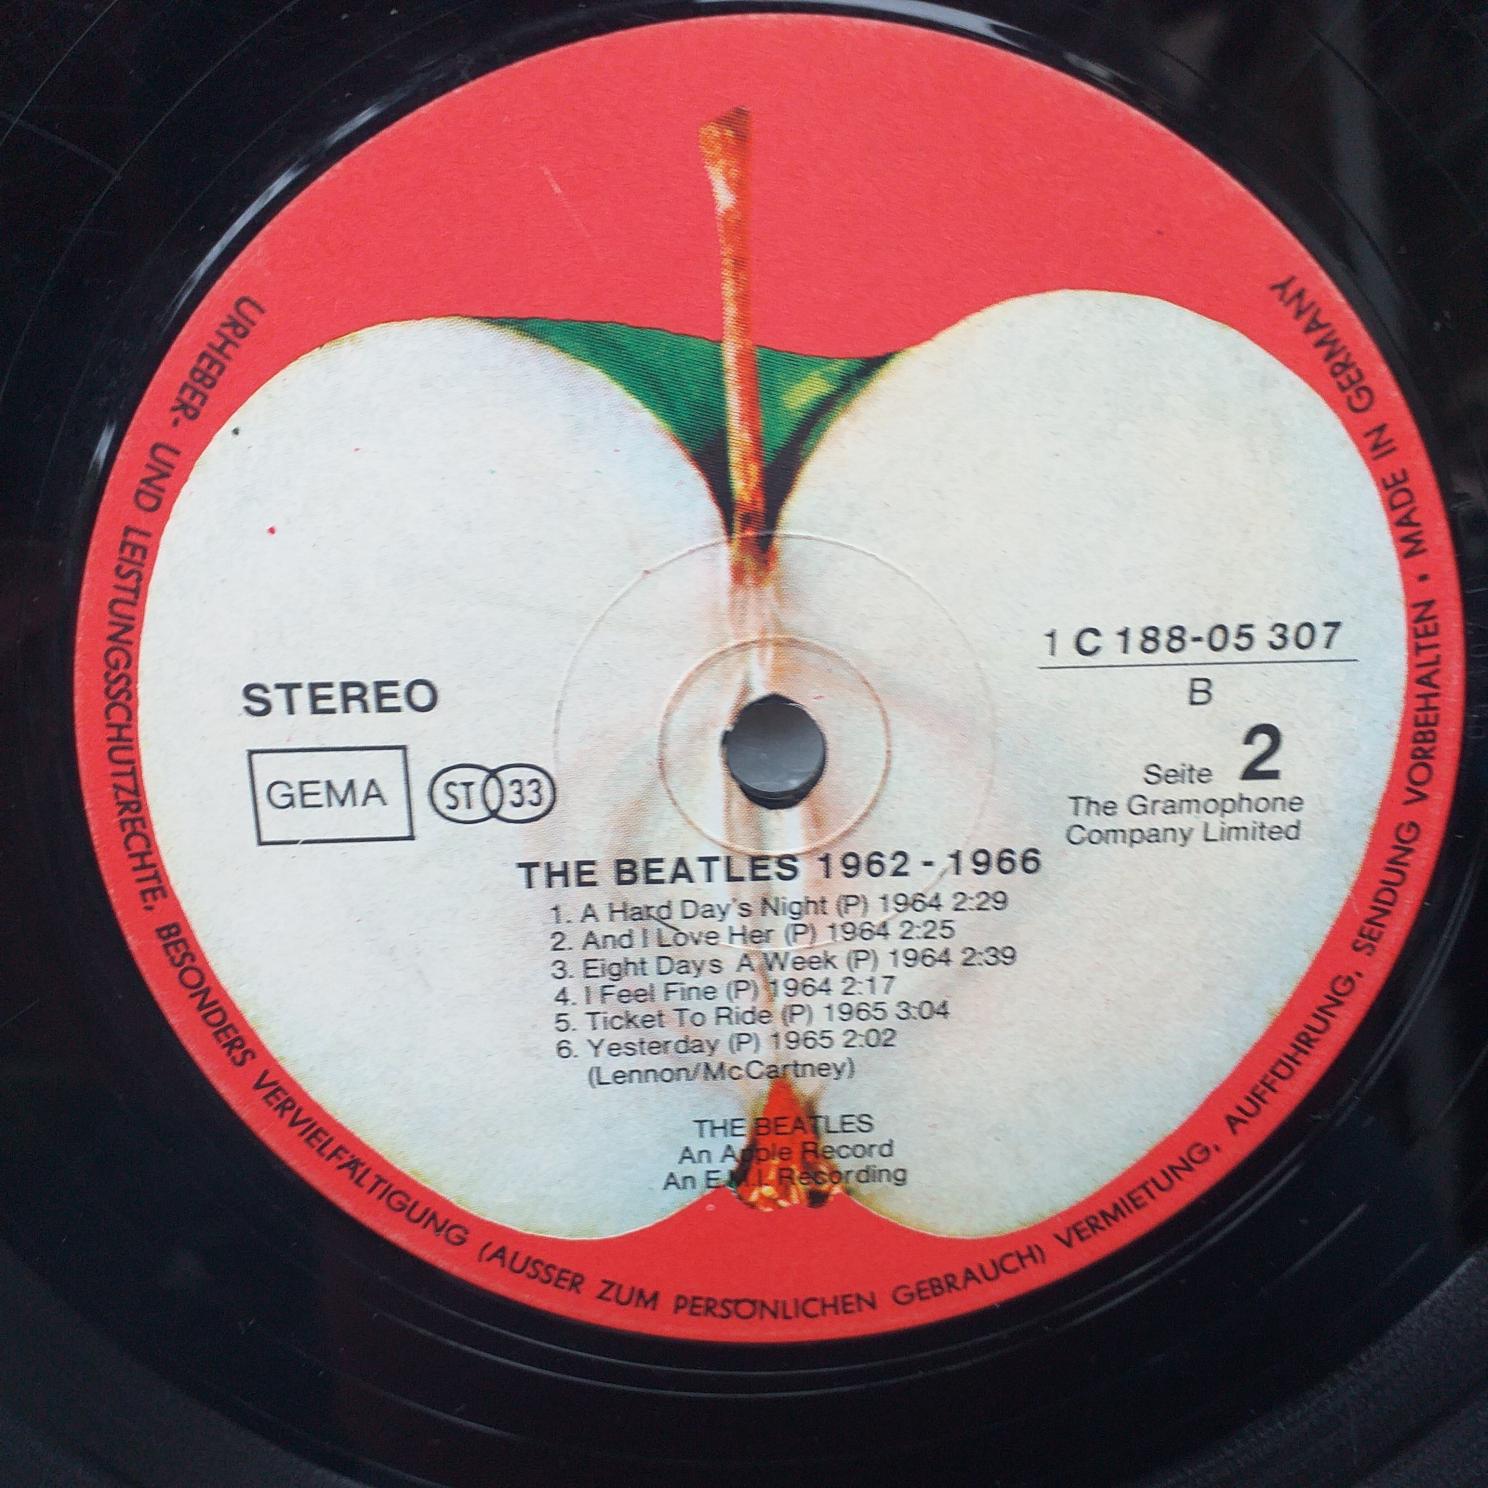 URHEBER- UND LEISTUNGSSCHUTZRECHTE, BESONDERS VERVIELFÄLTIGUNG (AUSSER ZUM PERSÖNLICHEN GEBRAUCH) VERMIETUNG, AUFFÜHRUNG, SENDUNG VORBEHALTEN · MADE IN GERMANY
STEREO
GEMA
ST 33
1 C 188-05 307
B
Seite 2
The Gramophone
Company Limited
THE BEATLES 1962 - 1966
1. A Hard Day's Night (P) 1964 2:29
2. And I Love Her (P) 1964 2:25
3. Eight Days A Week (P) 1964 2:39
4. I Feel Fine (P) 1964 2:17
5. Ticket To Ride (P) 1965 3:04
6. Yesterday (P) 1965 2:02
(Lennon/McCartney)
THE BEATLES
An Apple Record
An E.M.I. Recording